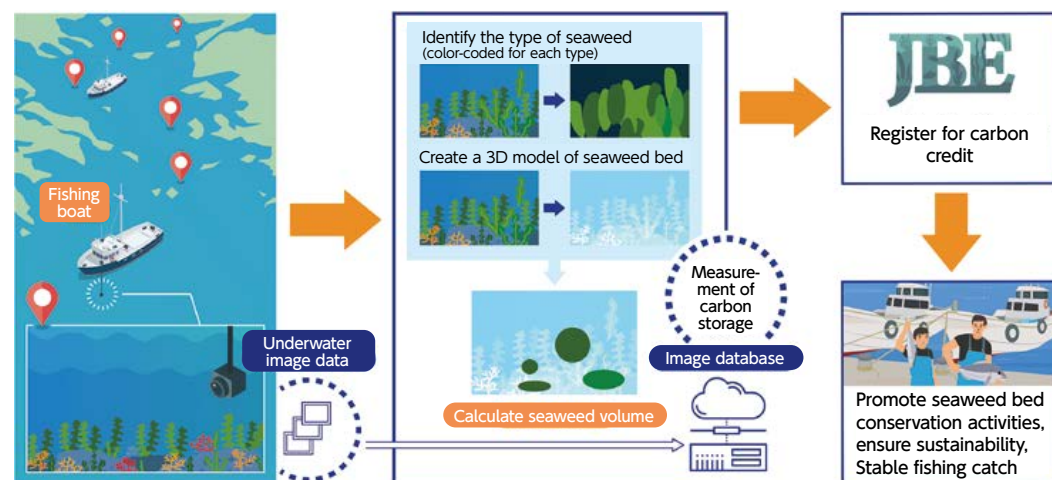 Fishing
boat
Underwater
image data
Identify the type of seaweed
(color-coded for each type)
Create a 3D model of seaweed bed
Calculate seaweed volume
Measure-
ment of
carbon
storage
Image database
JBE
Register for carbon
credit
Promote seaweed bed
conservation activities,
ensure sustainability,
Stable fishing catch